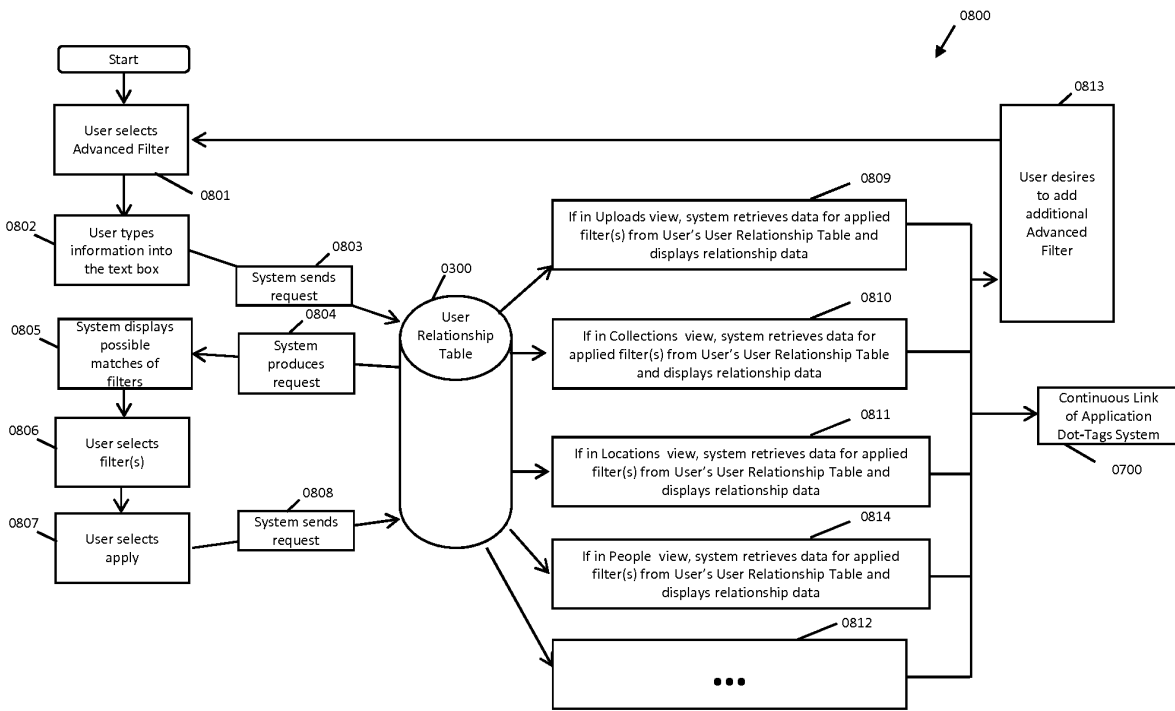 0800
Start
0813
User selects
Advanced Filter
0801
User desires
to add
additional
Advanced
Filter
0802
User types
information into
the text box
0803
System sends
request
0300
User
Relationship
Table
0809
If in Uploads view, system retrieves data for applied
filter(s) from User's User Relationship Table and
displays relationship data
0804
System
produces
request
0805
System displays
possible
matches of
filters
0810
If in Collections view, system retrieves data for
applied filter(s) from User's User Relationship Table
and displays relationship data
0806
User selects
filter(s)
0811
If in Locations view, system retrieves data for applied
filter(s) from User's User Relationship Table and
displays relationship data
Continuous Link
of Application
Dot-Tags System
0700
0807
User selects
apply
0808
System sends
request
0814
If in People view, system retrieves data for applied
filter(s) from User's User Relationship Table and
displays relationship data
0812
...